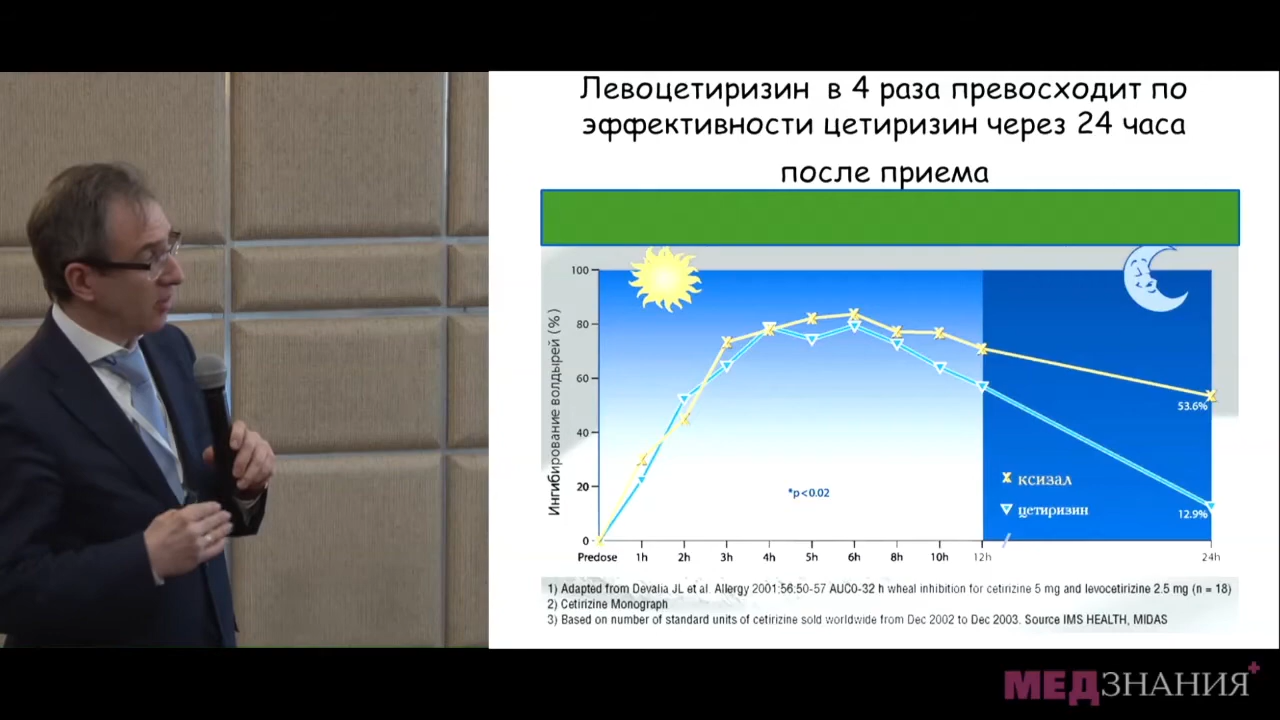 Левоцетиризин в 4 раза превосходит по
эффективности цетиризин через 24 часа
после приема
Ингибирование волдырей (%)
100
80
60
40
20
0
53.6%
12.9%
*p<0.02
ксизал
цетиризин
Predose 1h 2h 3h 4h 5h 6h 8h 10h 12h 24h
1) Adapted from Devalia JL et al. Allergy 2001;56:50-57 AUC0-32 h wheal inhibition for cetirizine 5 mg and levocetirizine 2.5 mg (n = 18)
2) Cetirizine Monograph
3) Based on number of standard units of cetirizine sold worldwide from Dec 2002 to Dec 2003. Source IMS HEALTH, MIDAS
МЕДЗНАНИЯ+